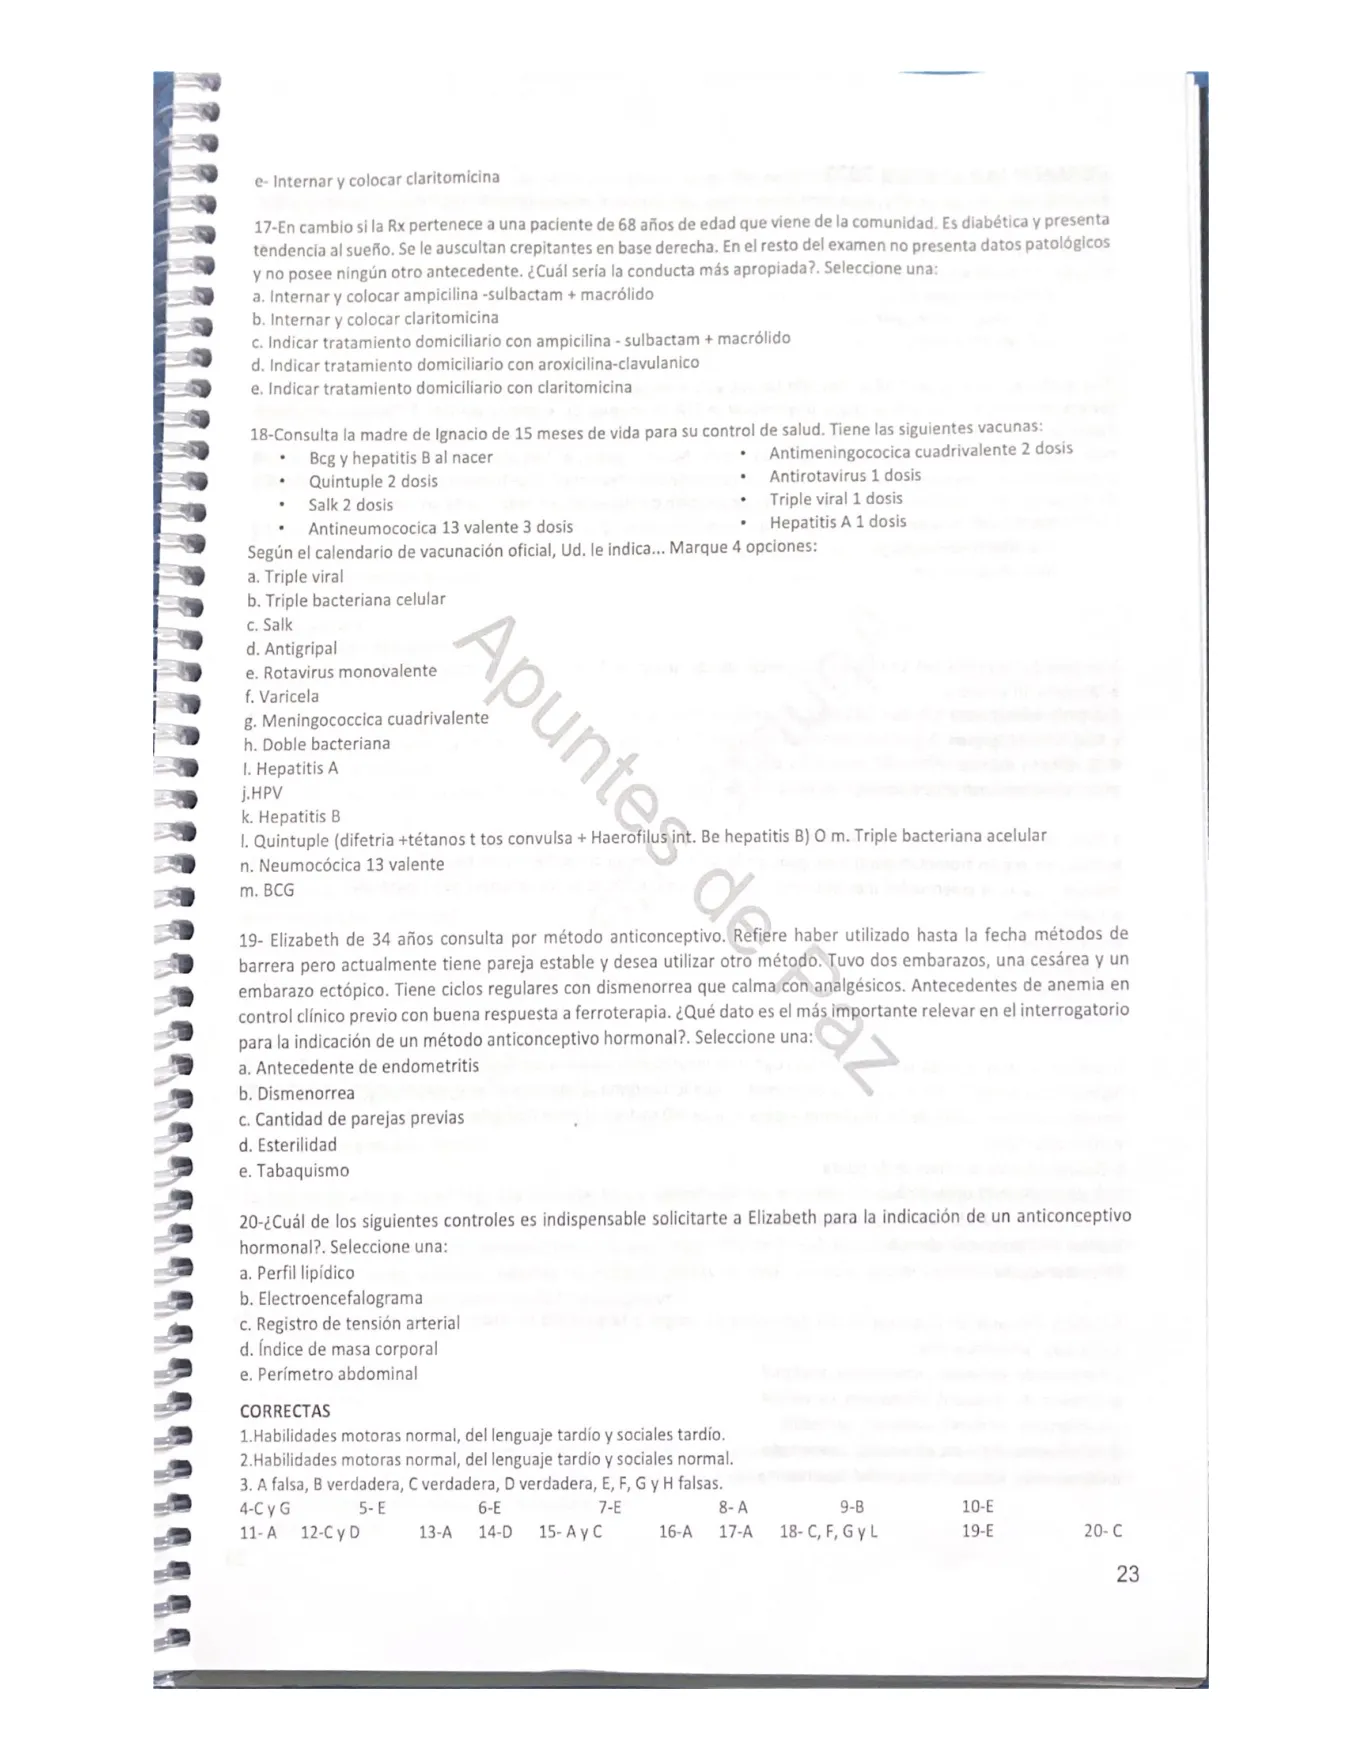 e- Internar y colocar claritomicina
17-En cambio si la Rx pertenece a una paciente de 68 años de edad que viene de la comunidad. Es diabética y presenta
tendencia al sueño. Se le auscultan crepitantes en base derecha. En el resto del examen no presenta datos patológicos
y no posee ningún otro antecedente. ¿Cuál sería la conducta más apropiada?. Seleccione una:
a. Internar y colocar ampicilina -sulbactam + macrólido
b. Internar y colocar claritomicina
c. Indicar tratamiento domiciliario con ampicilina - sulbactam + macrólido
d. Indicar tratamiento domiciliario con aroxicilina-clavulanico
e. Indicar tratamiento domiciliario con claritomicina
18-Consulta la madre de Ignacio de 15 meses de vida para su control de salud. Tiene las siguientes vacunas:
• Bcg y hepatitis B al nacer
• Quintuple 2 dosis
• Salk 2 dosis
• Antineumococica 13 valente 3 dosis
• Antimeningococica cuadrivalente 2 dosis
• Antirotavirus 1 dosis
• Triple viral 1 dosis
• Hepatitis A 1 dosis
Según el calendario de vacunación oficial, Ud. le indica... Marque 4 opciones:
a. Triple viral
b. Triple bacteriana celular
c. Salk
d. Antigripal
e. Rotavirus monovalente
f. Varicela
g. Meningococcica cuadrivalente
h. Doble bacteriana
I. Hepatitis A
j.HPV
k. Hepatitis B
l. Quintuple (difetria +tétanos t tos convulsa + Haerofilus int. Be hepatitis B) O m. Triple bacteriana acelular
n. Neumocócica 13 valente
m. BCG
19- Elizabeth de 34 años consulta por método anticonceptivo. Refiere haber utilizado hasta la fecha métodos de
barrera pero actualmente tiene pareja estable y desea utilizar otro método. Tuvo dos embarazos, una cesárea y un
embarazo ectópico. Tiene ciclos regulares con dismenorrea que calma con analgésicos. Antecedentes de anemia en
control clínico previo con buena respuesta a ferroterapia. ¿Qué dato es el más importante relevar en el interrogatorio
para la indicación de un método anticonceptivo hormonal?. Seleccione una:
a. Antecedente de endometritis
b. Dismenorrea
c. Cantidad de parejas previas
d. Esterilidad
e. Tabaquismo
20-¿Cuál de los siguientes controles es indispensable solicitarte a Elizabeth para la indicación de un anticonceptivo
hormonal?. Seleccione una:
a. Perfil lipídico
b. Electroencefalograma
c. Registro de tensión arterial
d. Índice de masa corporal
e. Perímetro abdominal
CORRECTAS
1.Habilidades motoras normal, del lenguaje tardío y sociales tardío.
2.Habilidades motoras normal, del lenguaje tardío y sociales normal.
3. A falsa, B verdadera, C verdadera, D verdadera, E, F, G y H falsas.
4-C y G 5- E 6-E 7-E 8- A 9-B 10-E
11- A 12-C y D 13-A 14-D 15- A y C 16-A 17-A 18- C, F, G y L 19-E 20- C
23
Apuntes de Paz